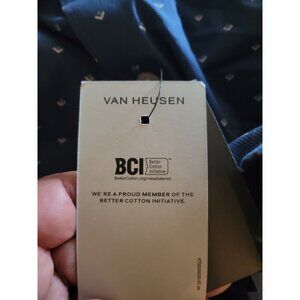 VAN HEUSEN
BCI
Better
Cotton
Initiative
BetterCotton.org/massbalance
WE'RE A PROUD MEMBER OF THE
BETTER COTTON INITIATIVE.